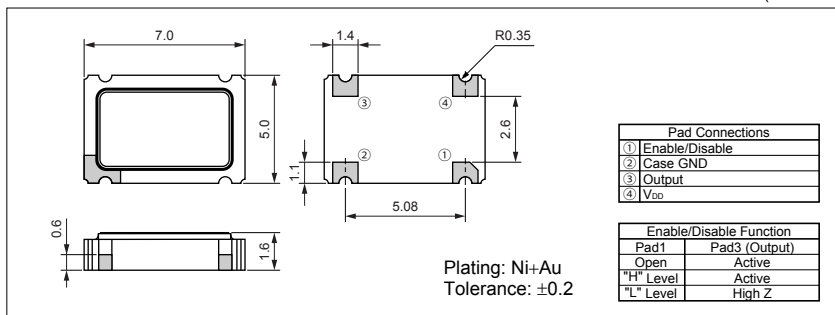 7.0
1.4
R0.35
5.0
③
④
2.6
②
①
1.1
5.08
0.6
1.6
Plating: Ni+Au
Tolerance: ±0.2
Pad Connections
① Enable/Disable
② Case GND
③ Output
④ VDD
Enable/Disable Function
Pad1 Pad3 (Output)
Open Active
"H" Level Active
"L" Level High Z